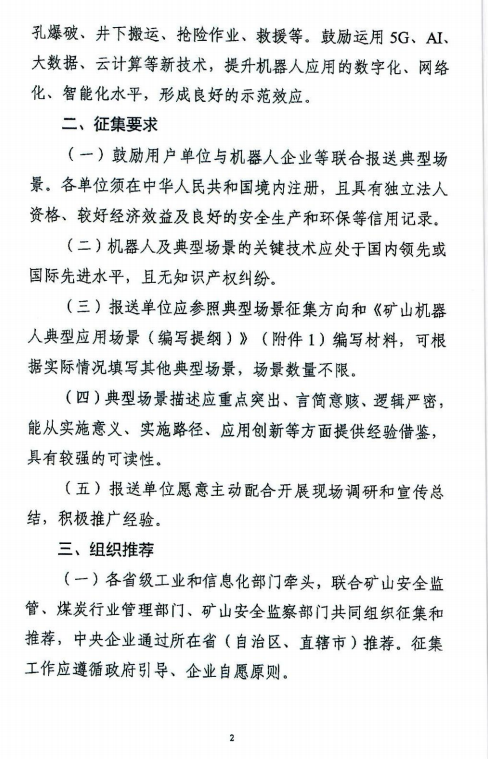 孔爆破、井下搬运、抢险作业、救援等。鼓励运用 5G、AI、
大数据、云计算等新技术，提升机器人应用的数字化、网络
化、智能化水平，形成良好的示范效应。
二、征集要求
（一）鼓励用户单位与机器人企业等联合报送典型场
景。各单位须在中华人民共和国境内注册，且具有独立法人
资格、较好经济效益及良好的安全生产和环保等信用记录。
（二）机器人及典型场景的关键技术应处于国内领先或
国际先进水平，且无知识产权纠纷。
（三）报送单位应参照典型场景征集方向和《矿山机器
人典型应用场景（编写提纲）》（附件 1）编写材料，可根
据实际情况填写其他典型场景，场景数量不限。
（四）典型场景描述应重点突出、言简意赅、逻辑严密，
能从实施意义、实施路径、应用创新等方面提供经验借鉴，
具有较强的可读性。
（五）报送单位愿意主动配合开展现场调研和宣传总
结，积极推广经验。
三、组织推荐
（一）各省级工业和信息化部门牵头，联合矿山安全监
管、煤炭行业管理部门、矿山安全监察部门共同组织征集和
推荐，中央企业通过所在省（自治区、直辖市）推荐。征集
工作应遵循政府引导、企业自愿原则。
2